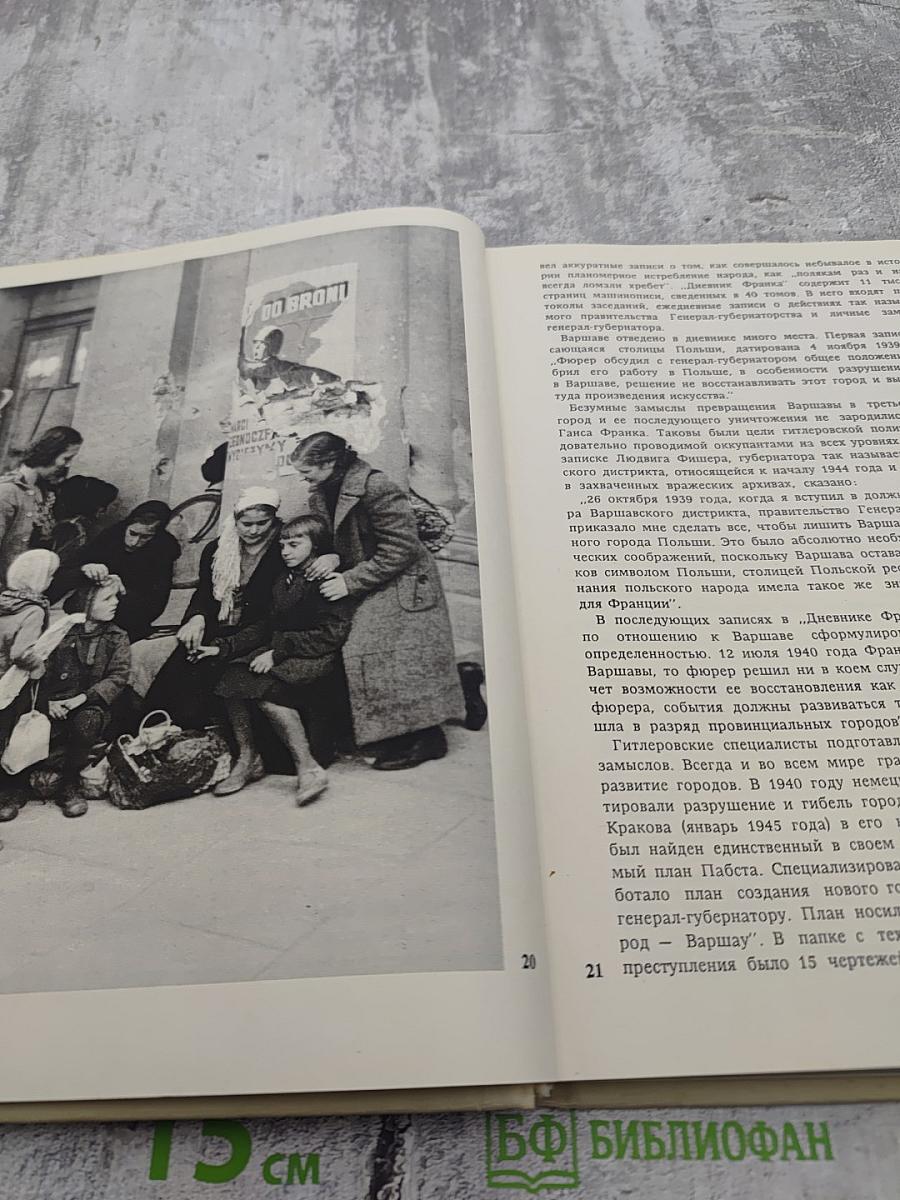 DO BRONI
20
вел аккуратные записи о том, как совершалось небывалое в исто
рии планомерное истребление народа, как „полякам раз и на
всегда ломали хребет". „Дневник Франка" содержит 11 тыс
страниц машинописи, сведенных в 40 томов. В него входят п
токолы заседаний, ежедневные записи о действиях так назы
мого правительства Генерал-губернаторства и личные зам
генерал-губернатора.
Варшаве отведено в дневнике много места. Первая запис
сающаяся столицы Польши, датирована 4 ноября 1939
„Фюрер обсудил с генерал-губернатором общее положени
брил его работу в Польше, в особенности разрушени
в Варшаве, решение не восстанавливать этот город и вы
туда произведения искусства."
Безумные замыслы превращения Варшавы в третье
город и ее последующего уничтожения не зародилис
Ганса Франка. Таковы были цели гитлеровской поли
довательно проводимой оккупантами на всех уровнях
записке Людвига Фишера, губернатора так называе
ского дистрикта, относящейся к началу 1944 года и
в захваченных вражеских архивах, сказано:
„26 октября 1939 года, когда я вступил в должн
ра Варшавского дистрикта, правительство Генера
приказало мне сделать все, чтобы лишить Варша
ного города Польши. Это было абсолютно необх
ческих соображений, поскольку Варшава остава
ков символом Польши, столицей Польской рес
нания польского народа имела такое же зн
для Франции".
В последующих записях в „Дневнике Фр
по отношению к Варшаве сформулиро
определенностью. 12 июля 1940 года Фран
Варшавы, то фюрер решил ни в коем слу
чет возможности ее восстановления как
фюрера, события должны развиваться т
шла в разряд провинциальных городов"
Гитлеровские специалисты подготавл
замыслов. Всегда и во всем мире гра
развитие городов. В 1940 году немец
тировали разрушение и гибель город
Кракова (январь 1945 года) в его
был найден единственный в своем
мый план Пабста. Специализирова
ботало план создания нового го
генерал-губернатору. План носил
род — Варшау". В папке с тех
21 преступления было 15 чертеже
15 см
БФ БИБЛИОФАН